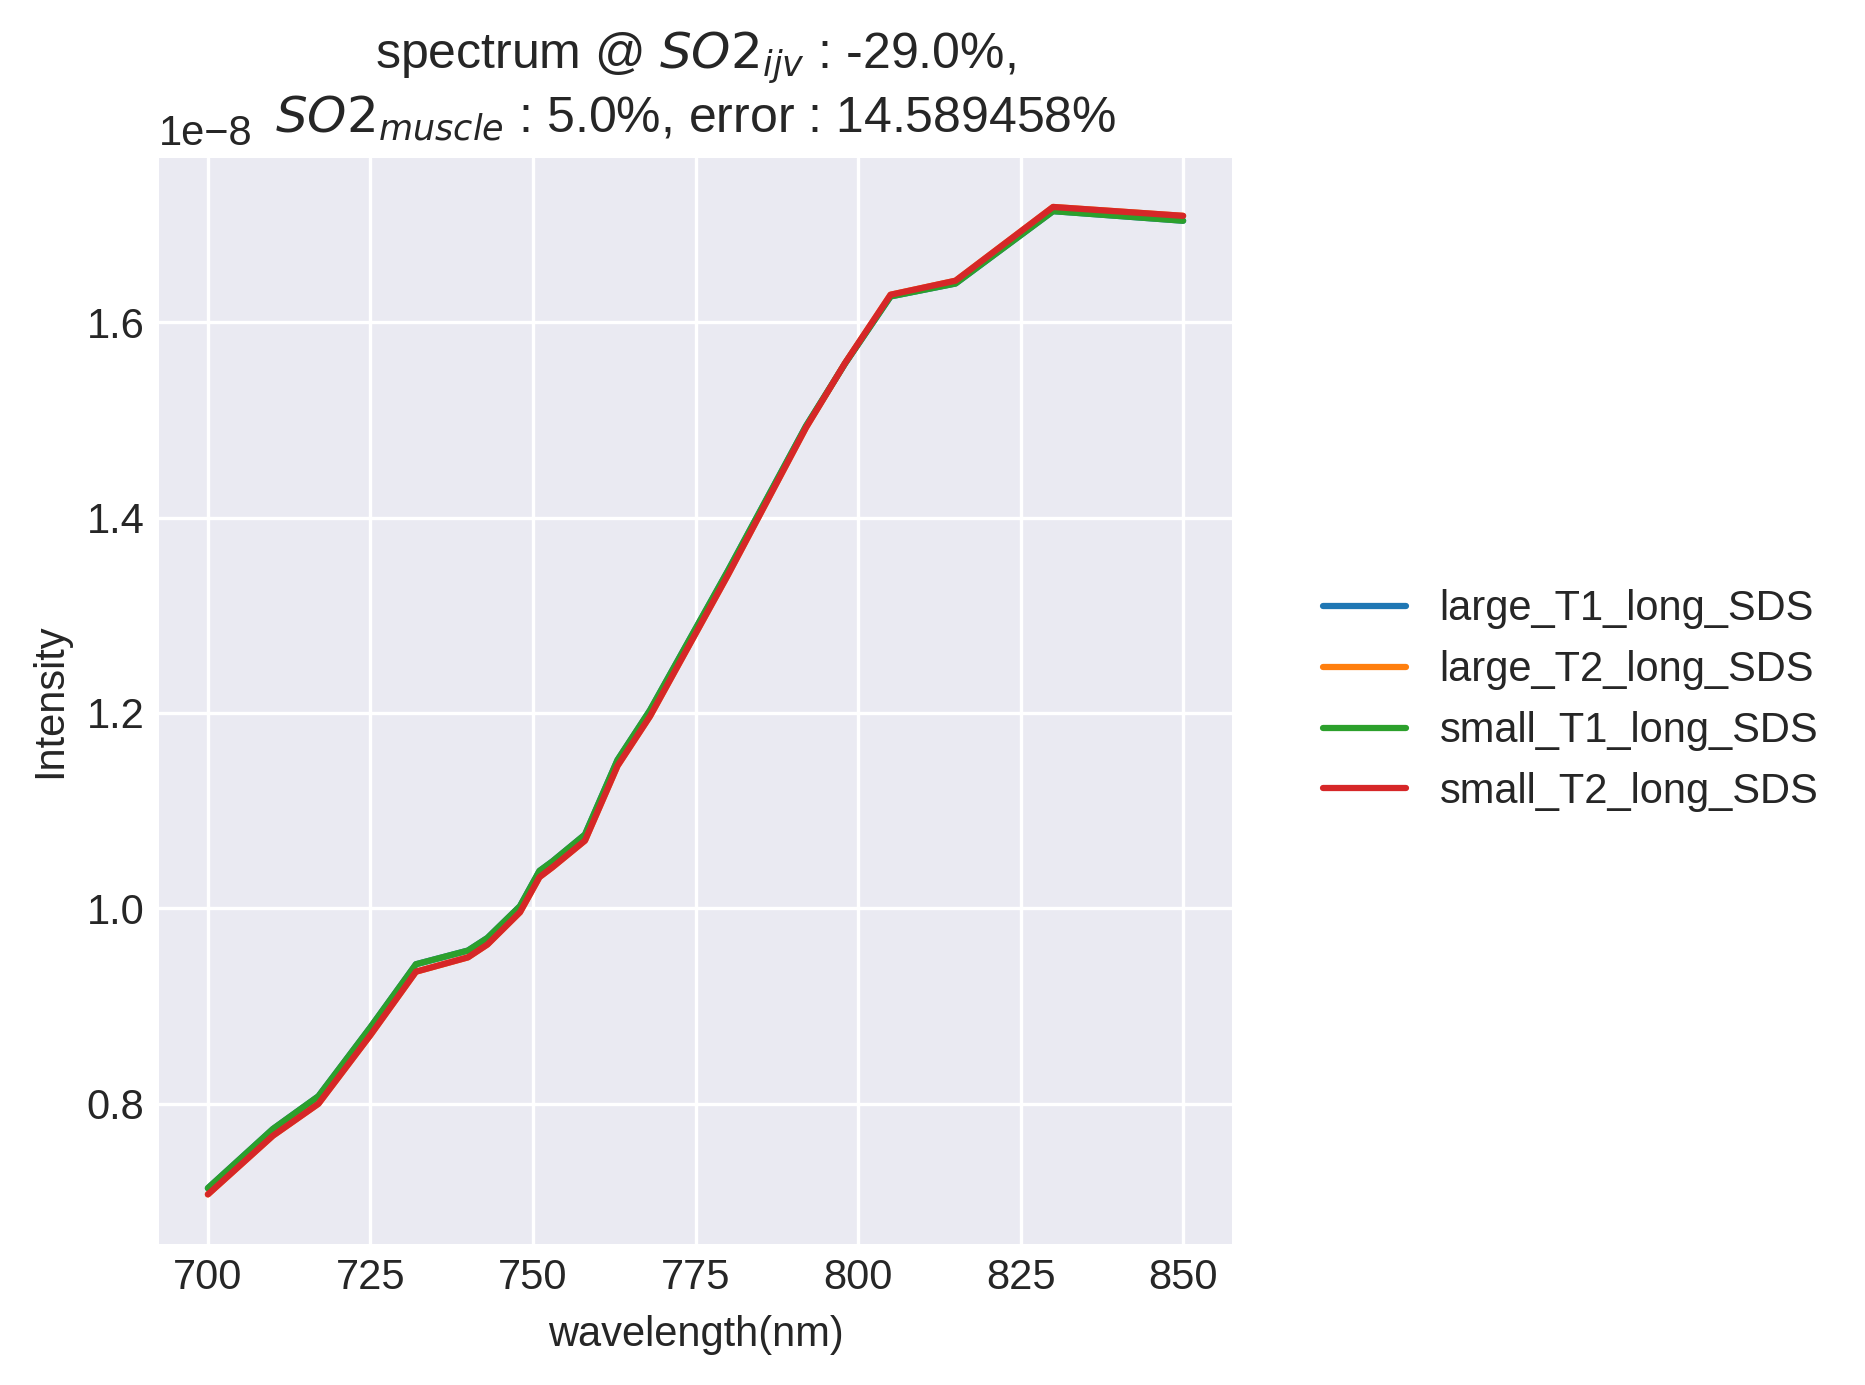 spectrum @ SO2ijv : -29.0%,
SO2muscle : 5.0%, error : 14.589458%
1e−8
1.6
1.4
1.2
1.0
0.8
Intensity
700 725 750 775 800 825 850
wavelength(nm)
large_T1_long_SDS
large_T2_long_SDS
small_T1_long_SDS
small_T2_long_SDS